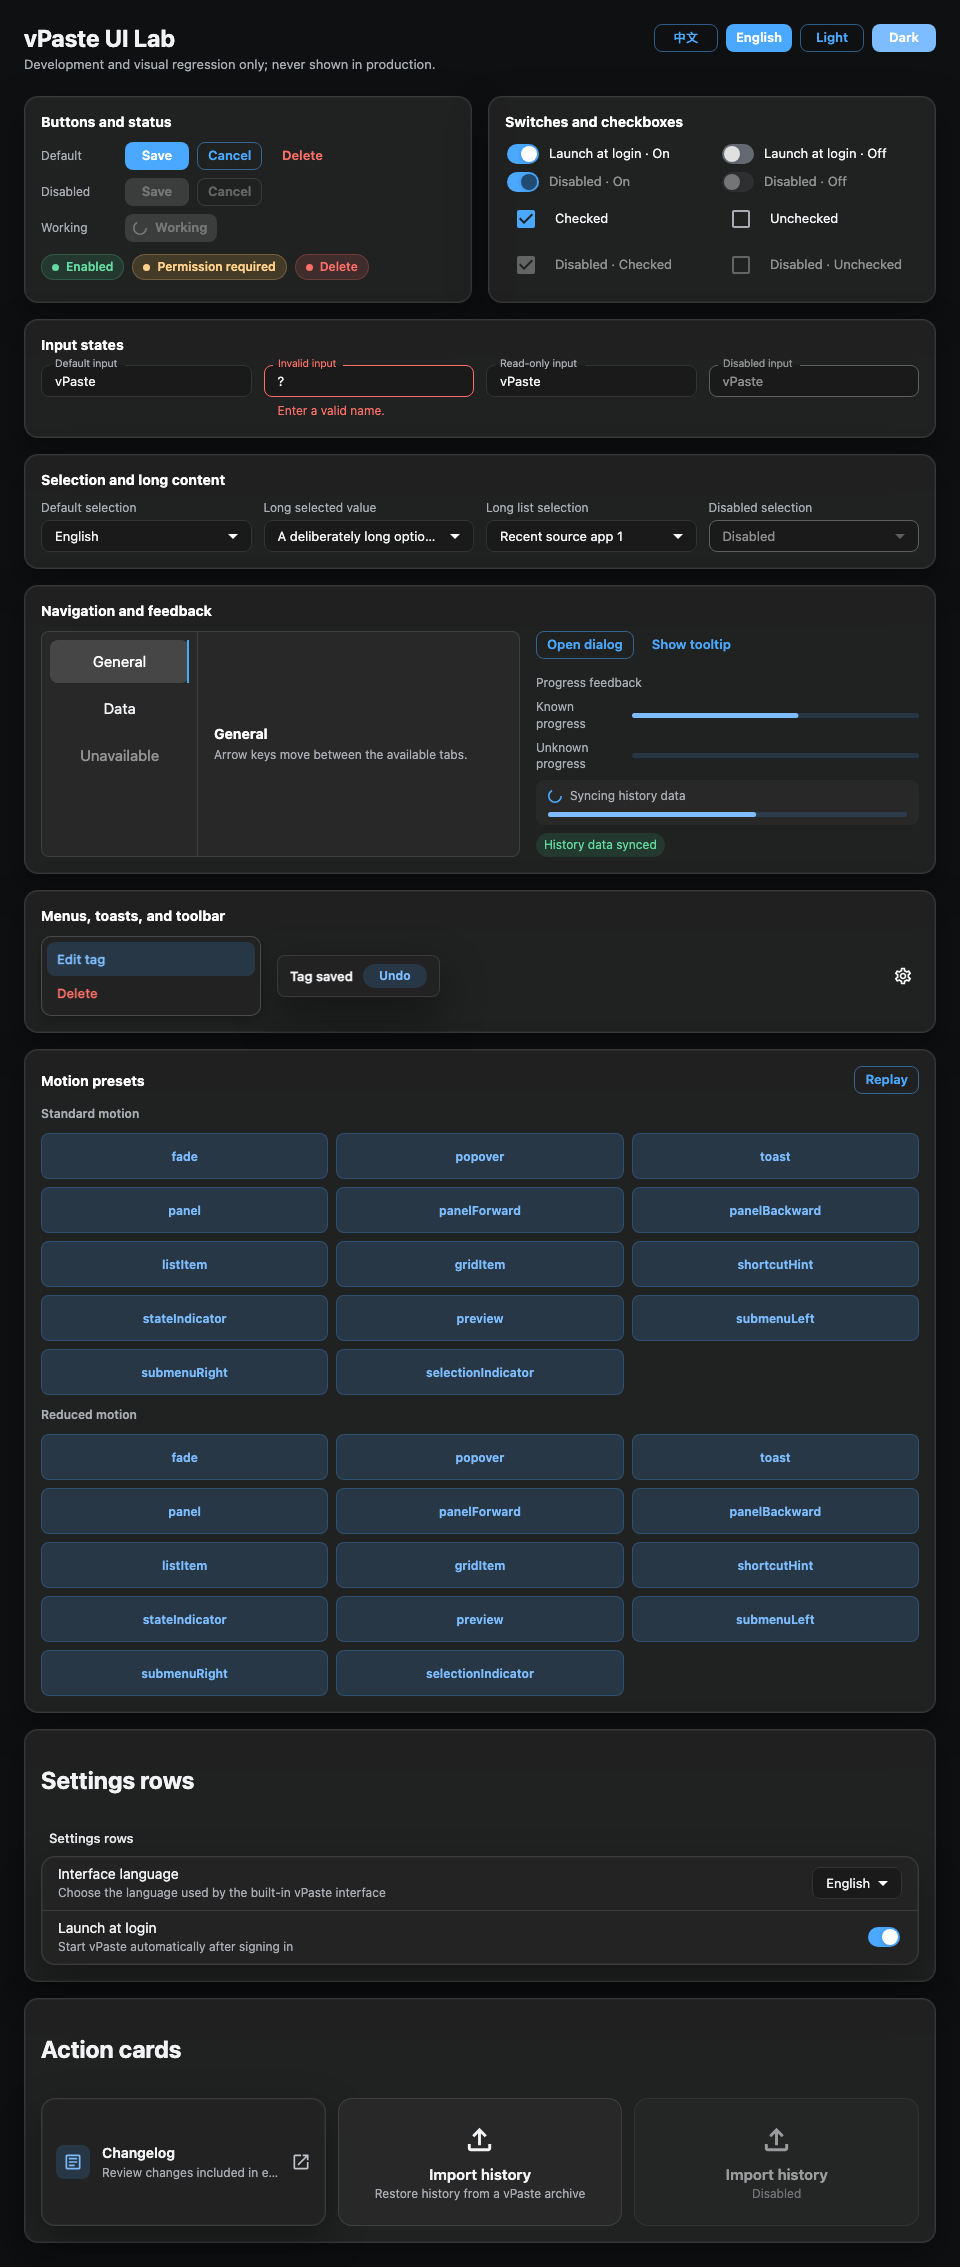 vPaste UI Lab
中文 English Light Dark
Development and visual regression only; never shown in production.
Buttons and status
Default Save Cancel Delete
Disabled Save Cancel
Working Working
Enabled Permission required Delete
Switches and checkboxes
Launch at login · On Launch at login · Off
Disabled · On Disabled · Off
Checked Unchecked
Disabled · Checked Disabled · Unchecked
Input states
Default input Invalid input Read-only input Disabled input
vPaste ? vPaste vPaste
Enter a valid name.
Selection and long content
Default selection Long selected value Long list selection Disabled selection
English A deliberately long optio... Recent source app 1 Disabled
Navigation and feedback
General
Data
Unavailable
General
Arrow keys move between the available tabs.
Open dialog Show tooltip
Progress feedback
Known
progress
Unknown
progress
Syncing history data
History data synced
Menus, toasts, and toolbar
Edit tag
Delete
Tag saved Undo
Motion presets Replay
Standard motion
fade popover toast
panel panelForward panelBackward
listItem gridItem shortcutHint
stateIndicator preview submenuLeft
submenuRight selectionIndicator
Reduced motion
fade popover toast
panel panelForward panelBackward
listItem gridItem shortcutHint
stateIndicator preview submenuLeft
submenuRight selectionIndicator
Settings rows
Settings rows
Interface language
Choose the language used by the built-in vPaste interface
English
Launch at login
Start vPaste automatically after signing in
Action cards
Changelog
Review changes included in e...
Import history
Restore history from a vPaste archive
Import history
Disabled